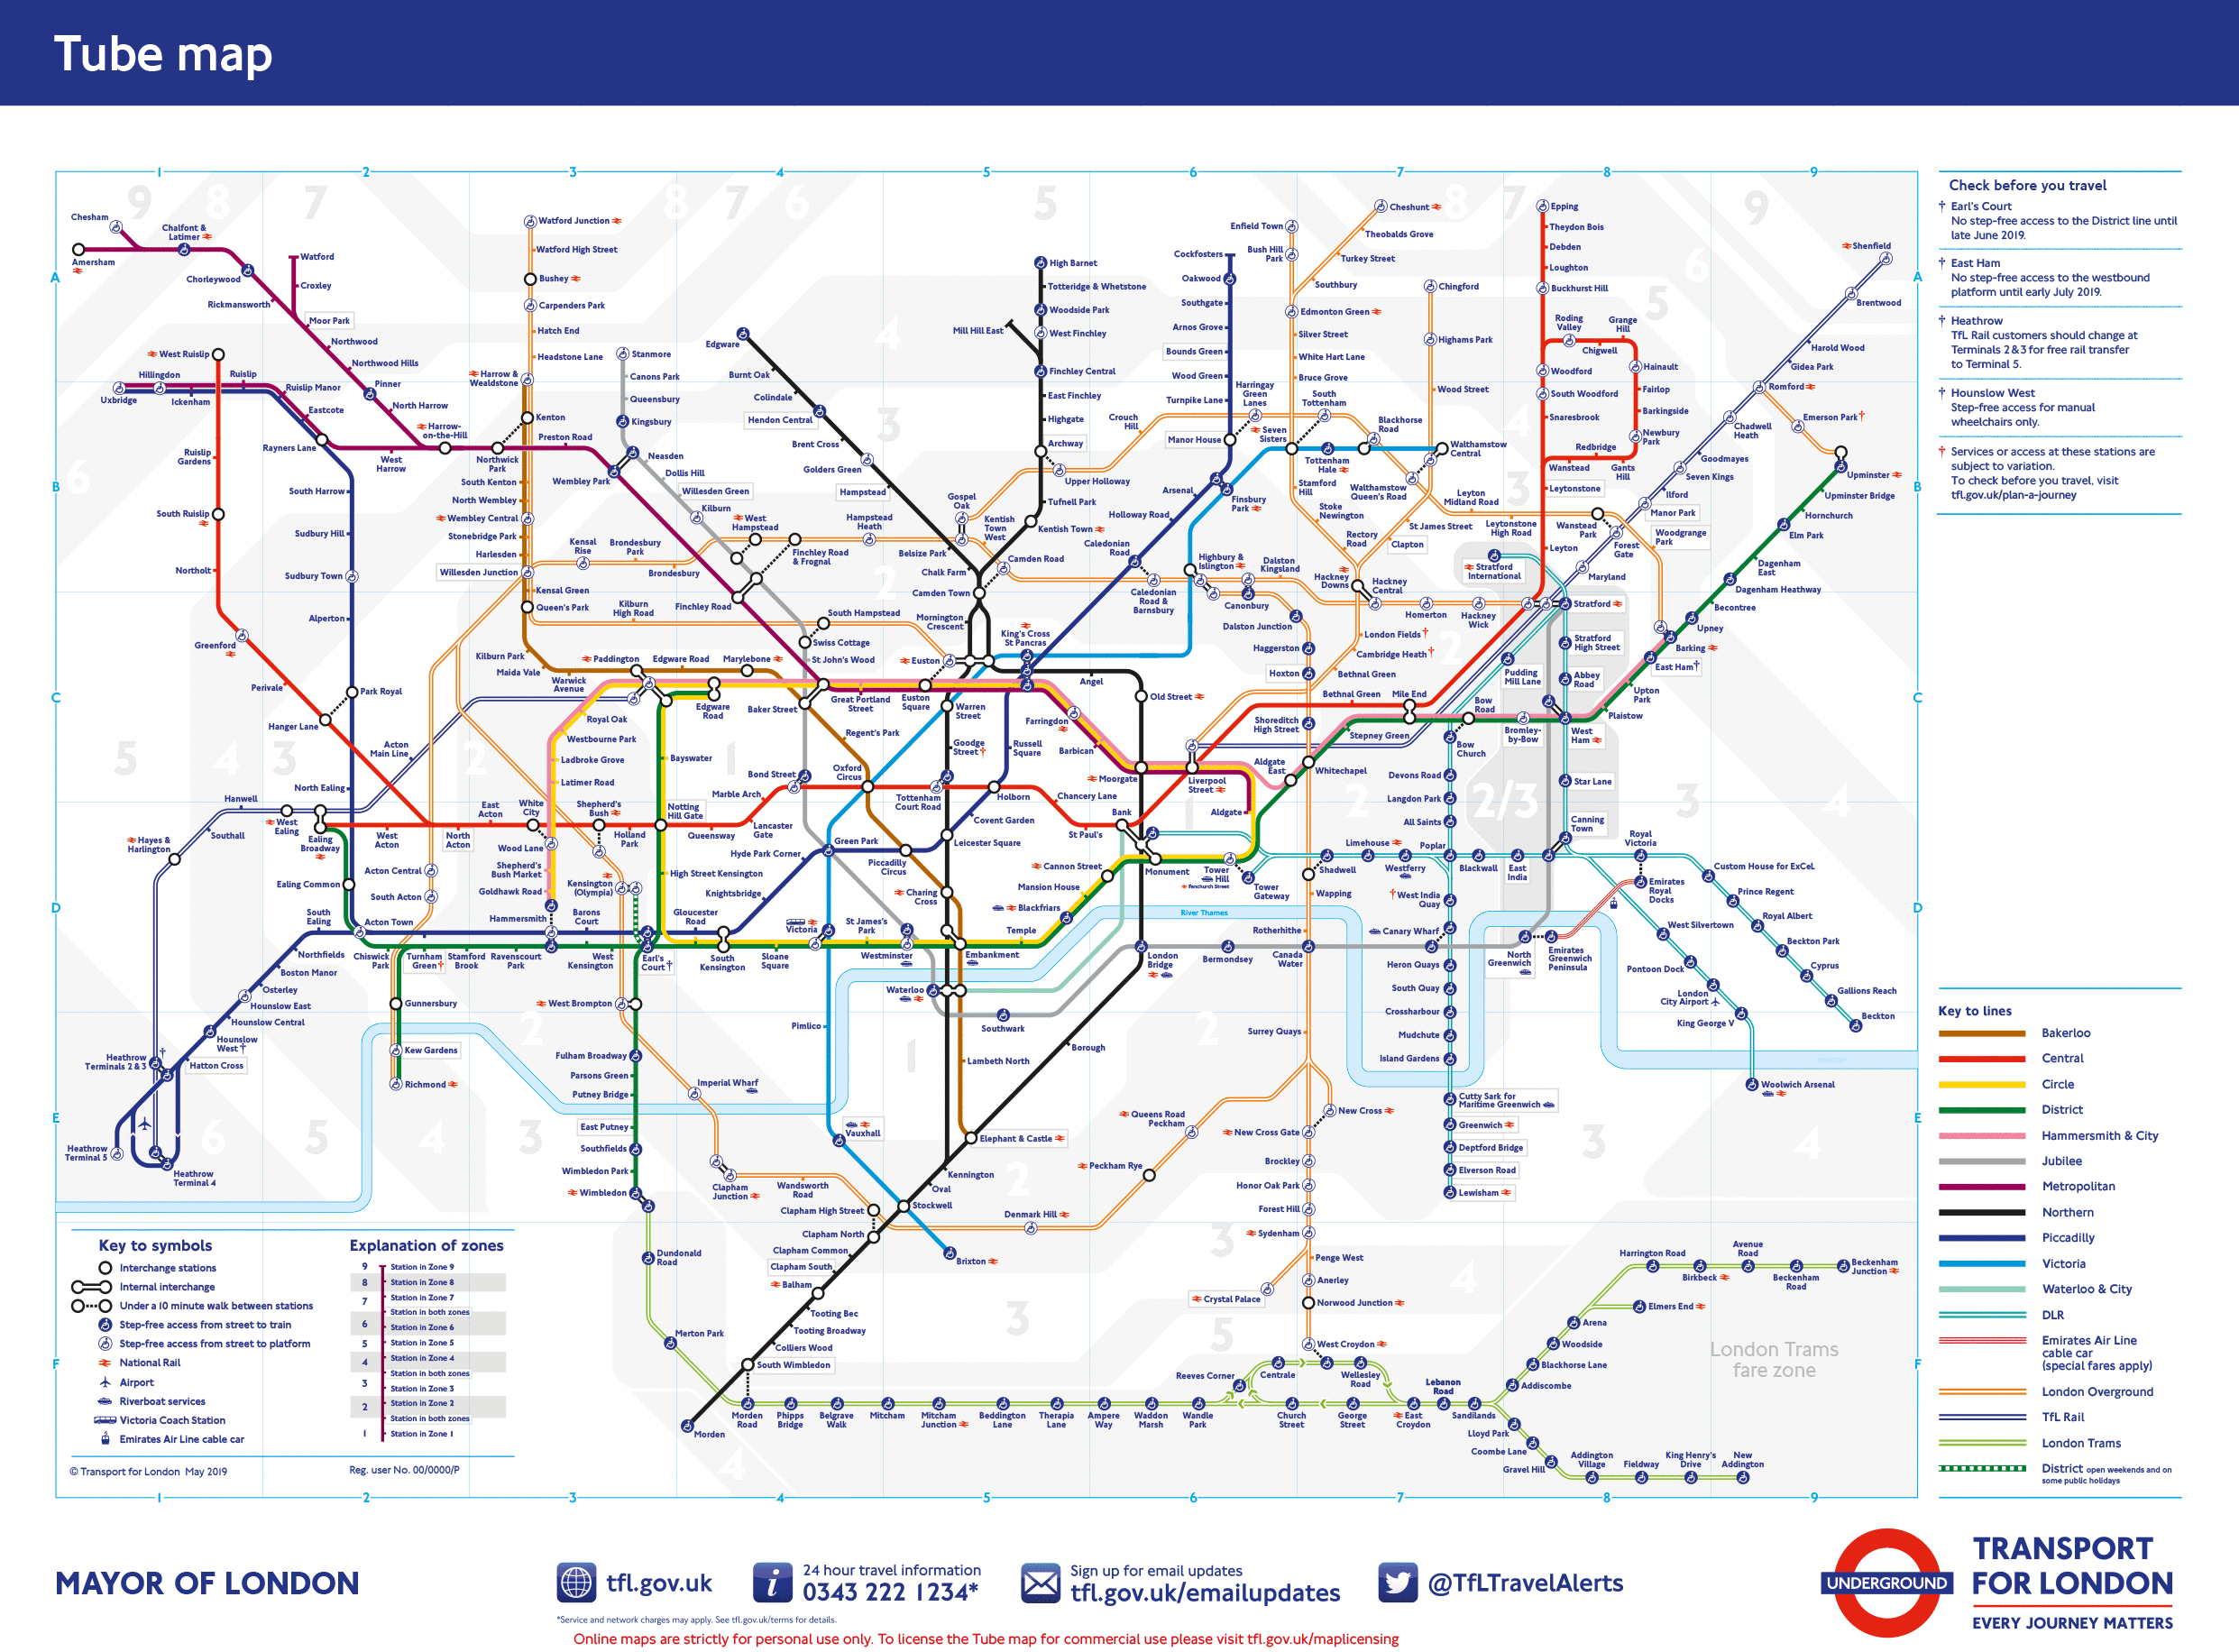 Tube map
1
2
3
4
5
6
7
8
9
A
B
C
D
E
F
Check before you travel
† Earl's Court
No step-free access to the District line until
late June 2019.
† East Ham
No step-free access to the westbound
platform until early July 2019.
† Heathrow
TfL Rail customers should change at
Terminals 2 & 3 for free rail transfer
to Terminal 5.
† Hounslow West
Step-free access for manual
wheelchairs only.
† Services or access at these stations are
subject to variation.
To check before you travel, visit
tfl.gov.uk/plan-a-journey
Chesham
Amersham
Chalfont &
Latimer
Chorleywood
Rickmansworth
Watford
Croxley
Moor Park
Northwood
Northwood Hills
Pinner
North Harrow
Harrow-
on-the-Hill
West Ruislip
Hillingdon
Uxbridge
Ickenham
Ruislip
Ruislip Manor
Eastcote
Rayners Lane
West
Harrow
Northwick
Park
Preston Road
Ruislip
Gardens
South Ruislip
Northolt
Greenford
Perivale
Hanger Lane
South Harrow
Sudbury Hill
Sudbury Town
Alperton
Park Royal
North Ealing
Watford Junction
Watford High Street
Bushey
Carpenders Park
Hatch End
Headstone Lane
Harrow &
Wealdstone
Kenton
South Kenton
North Wembley
Wembley Central
Stonebridge Park
Harlesden
Willesden Junction
Kensal Green
Queen's Park
Kilburn Park
Maida Vale
Warwick
Avenue
Stanmore
Canons Park
Queensbury
Kingsbury
Wembley Park
Neasden
Dollis Hill
Willesden Green
Kilburn
West
Hampstead
Finchley Road
& Frognal
Finchley Road
Kensal
Rise
Brondesbury
Park
Brondesbury
Kilburn
High Road
South Hampstead
Swiss Cottage
St John's Wood
Hampstead
Heath
Edgware
Burnt Oak
Colindale
Hendon Central
Brent Cross
Golders Green
Hampstead
Belsize Park
Chalk Farm
Camden Town
Mornington
Crescent
High Barnet
Totteridge & Whetstone
Woodside Park
West Finchley
Mill Hill East
Finchley Central
East Finchley
Highgate
Archway
Upper Holloway
Tufnell Park
Kentish Town
Gospel
Oak
Kentish
Town
West
Camden Road
Crouch
Hill
Cockfosters
Oakwood
Southgate
Arnos Grove
Bounds Green
Wood Green
Turnpike Lane
Manor House
Harringay
Green
Lanes
Seven
Sisters
South
Tottenham
Blackhorse
Road
Tottenham
Hale
Walthamstow
Central
Walthamstow
Queen's Road
Finsbury
Park
Arsenal
Holloway Road
Caledonian
Road
Caledonian
Road &
Barnsbury
Highbury &
Islington
Canonbury
Dalston
Kingsland
Dalston Junction
Haggerston
Hoxton
Shoreditch
High Street
Enfield Town
Bush Hill
Park
Cheshunt
Theobalds Grove
Turkey Street
Southbury
Edmonton Green
Silver Street
White Hart Lane
Bruce Grove
Stamford
Hill
Stoke
Newington
Rectory
Road
Hackney
Downs
Hackney
Central
Clapton
St James Street
Chingford
Highams Park
Wood Street
Leyton
Midland Road
Leytonstone
High Road
Wanstead
Park
Woodgrange
Park
Homerton
Hackney
Wick
London Fields †
Cambridge Heath †
Bethnal Green
Epping
Theydon Bois
Debden
Loughton
Buckhurst Hill
Roding
Valley
Chigwell
Grange
Hill
Hainault
Fairlop
Barkingside
Newbury
Park
Gants
Hill
Redbridge
Wanstead
Woodford
South Woodford
Snaresbrook
Leytonstone
Leyton
Shenfield
Brentwood
Harold Wood
Gidea Park
Romford
Emerson Park †
Chadwell
Heath
Goodmayes
Seven Kings
Ilford
Manor Park
Forest
Gate
Maryland
Upminster
Upminster Bridge
Hornchurch
Elm Park
Dagenham
East
Dagenham Heathway
Becontree
Upney
Barking
East Ham †
Upton
Park
Plaistow
Stratford
International
Stratford
Stratford
High Street
Pudding
Mill Lane
Abbey
Road
West
Ham
Bromley-
by-Bow
Bow
Road
Bow
Church
Mile End
Bethnal Green
Stepney Green
Devons Road
Langdon Park
All Saints
Poplar
Star Lane
Canning
Town
Royal
Victoria
Custom House for ExCeL
Prince Regent
Royal Albert
Beckton Park
Cyprus
Gallions Reach
Beckton
Emirates
Royal
Docks
West Silvertown
Pontoon Dock
London
City Airport
King George V
Woolwich Arsenal
Emirates
Greenwich
Peninsula
North
Greenwich
Limehouse
Westferry
Blackwall
East
India
† West India
Quay
Canary Wharf
Heron Quays
South Quay
Crossharbour
Mudchute
Island Gardens
Cutty Sark for
Maritime Greenwich
Greenwich
Deptford Bridge
Elverson Road
Lewisham
Paddington
Edgware Road
Marylebone
Royal Oak
Westbourne Park
Ladbroke Grove
Latimer Road
Edgware
Road
Baker Street
Great Portland
Street
Euston
Euston
Square
King's Cross
St Pancras
Warren
Street
Angel
Old Street
Farringdon
Barbican
Moorgate
Liverpool
Street
Aldgate
East
Whitechapel
Aldgate
Regent's Park
Goodge
Street †
Russell
Square
Bayswater
Bond Street
Oxford
Circus
Marble Arch
Tottenham
Court Road
Holborn
Chancery Lane
St Paul's
Bank
Covent Garden
Leicester Square
Lancaster
Gate
Queensway
Notting
Hill Gate
Holland
Park
Shepherd's
Bush
White
City
East
Acton
North
Acton
West
Acton
Acton
Main Line
Ealing
Broadway
West
Ealing
Hanwell
Southall
Hayes &
Harlington
Acton Central
South Acton
Ealing Common
Acton Town
South
Ealing
Northfields
Boston Manor
Osterley
Hounslow East
Hounslow Central
Hounslow
West †
Hatton Cross
Heathrow
Terminals 2 & 3
†
Heathrow
Terminal 5
Heathrow
Terminal 4
Wood Lane
Shepherd's
Bush Market
Goldhawk Road
Hammersmith
Kensington
(Olympia)
Barons
Court
Chiswick
Park
Turnham
Green †
Stamford
Brook
Ravenscourt
Park
West
Kensington
Earl's
Court †
Gloucester
Road
South
Kensington
Sloane
Square
Victoria
St James's
Park
Westminster
Embankment
Temple
Blackfriars
Mansion House
Cannon Street
Monument
Tower
Hill
Fenchurch Street
Tower
Gateway
Shadwell
Wapping
Rotherhithe
Canada
Water
Bermondsey
London
Bridge
River Thames
High Street Kensington
Knightsbridge
Hyde Park Corner
Green Park
Piccadilly
Circus
Charing
Cross
Waterloo
Southwark
Lambeth North
Borough
Elephant & Castle
Kennington
Oval
Stockwell
Pimlico
Vauxhall
Brixton
Gunnersbury
Kew Gardens
Richmond
West Brompton
Fulham Broadway
Parsons Green
Putney Bridge
East Putney
Southfields
Wimbledon Park
Wimbledon
Imperial Wharf
Clapham
Junction
Wandsworth
Road
Clapham High Street
Clapham North
Clapham Common
Clapham South
Balham
Tooting Bec
Tooting Broadway
Colliers Wood
South Wimbledon
Morden
Denmark Hill
Peckham Rye
Queens Road
Peckham
Surrey Quays
New Cross
New Cross Gate
Brockley
Honor Oak Park
Forest Hill
Sydenham
Penge West
Anerley
Crystal Palace
Norwood Junction
West Croydon
Dundonald
Road
Merton Park
Morden
Road
Phipps
Bridge
Belgrave
Walk
Mitcham
Mitcham
Junction
Beddington
Lane
Therapia
Lane
Ampere
Way
Waddon
Marsh
Wandle
Park
Reeves Corner
Centrale
Wellesley
Road
Church
Street
George
Street
East
Croydon
Lebanon
Road
Sandilands
Lloyd Park
Coombe Lane
Gravel Hill
Addington
Village
Fieldway
King Henry's
Drive
New
Addington
Addiscombe
Blackhorse Lane
Woodside
Arena
Elmers End
Harrington Road
Birkbeck
Avenue
Road
Beckenham
Road
Beckenham
Junction
London Trams
fare zone
2/3
Key to symbols
Interchange stations
Internal interchange
Under a 10 minute walk between stations
Step-free access from street to train
Step-free access from street to platform
National Rail
Airport
Riverboat services
Victoria Coach Station
Emirates Air Line cable car
Explanation of zones
9 Station in Zone 9
8 Station in Zone 8
7 Station in Zone 7
Station in both zones
6 Station in Zone 6
5 Station in Zone 5
4 Station in Zone 4
Station in both zones
3 Station in Zone 3
2 Station in Zone 2
Station in both zones
1 Station in Zone 1
© Transport for London May 2019
Reg. user No. 00/0000/P
Key to lines
Bakerloo
Central
Circle
District
Hammersmith & City
Jubilee
Metropolitan
Northern
Piccadilly
Victoria
Waterloo & City
DLR
Emirates Air Line
cable car
(special fares apply)
London Overground
TfL Rail
London Trams
District open weekends and on
some public holidays
MAYOR OF LONDON
tfl.gov.uk
24 hour travel information
0343 222 1234*
Sign up for email updates
tfl.gov.uk/emailupdates
@TfLTravelAlerts
*Service and network charges may apply. See tfl.gov.uk/terms for details.
Online maps are strictly for personal use only. To license the Tube map for commercial use please visit tfl.gov.uk/maplicensing
UNDERGROUND
TRANSPORT
FOR LONDON
EVERY JOURNEY MATTERS